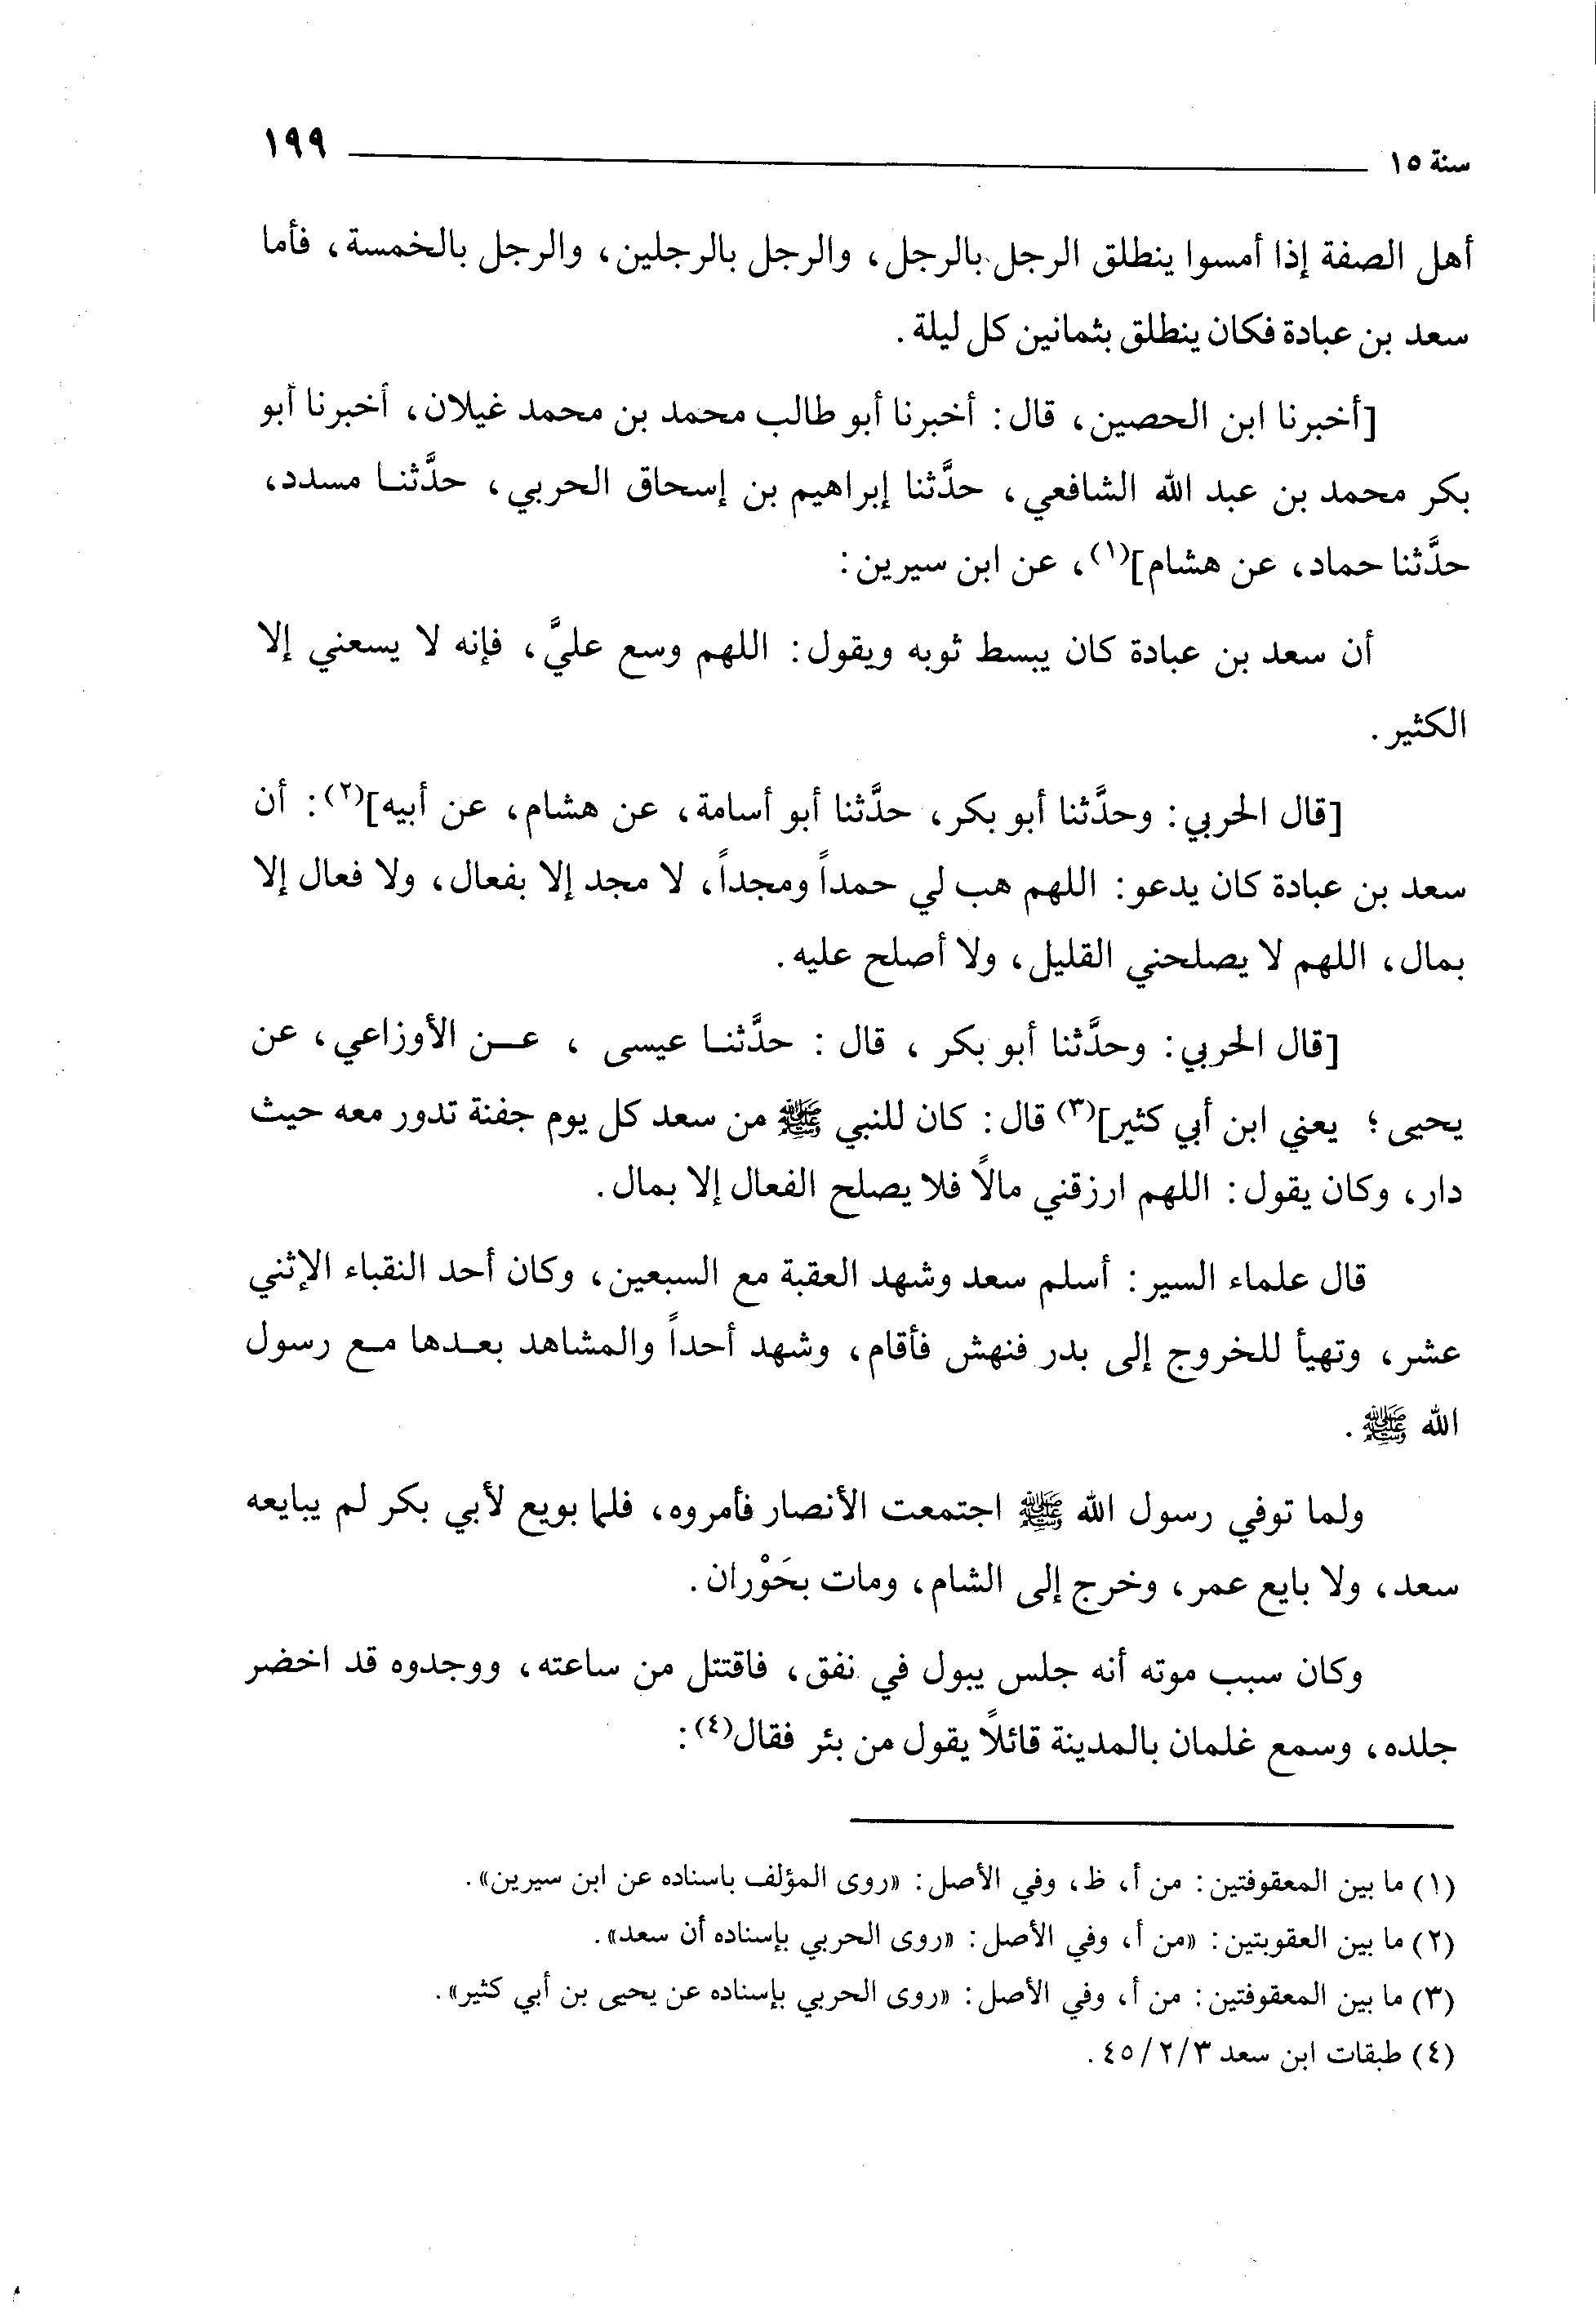 سنة ١٥ ١٩٩
أهل الصفة إذا أمسوا ينطلق الرجل بالرجل، والرجل بالرجلين، والرجل بالخمسة، فأما
سعد بن عبادة فكان ينطلق بثمانين كل ليلة.
[أخبرنا ابن الحصين، قال: أخبرنا أبو طالب محمد بن محمد غيلان، أخبرنا أبو
بكر محمد بن عبد الله الشافعي، حدَّثنا إبراهيم بن إسحاق الحربي، حدَّثنا مسدد،
حدَّثنا حماد، عن هشام](١)، عن ابن سيرين:
أن سعد بن عبادة كان يبسط ثوبه ويقول: اللهم وسع عليَّ، فإنه لا يسعني إلا
الكثير.
[قال الحربي: وحدَّثنا أبو بكر، حدَّثنا أبو أسامة، عن هشام، عن أبيه](٢): أن
سعد بن عبادة كان يدعو: اللهم هب لي حمداً ومجداً، لا مجد إلا بفعال، ولا فعال إلا
بمال، اللهم لا يصلحني القليل، ولا أصلح عليه.
[قال الحربي: وحدَّثنا أبو بكر، قال: حدَّثنا عيسى، عن الأوزاعي، عن
يحيى؛ يعني ابن أبي كثير](٣) قال: كان للنبي ﷺ من سعد كل يوم جفنة تدور معه حيث
دار، وكان يقول: اللهم ارزقني مالاً فلا يصلح الفعال إلا بمال.
قال علماء السير: أسلم سعد وشهد العقبة مع السبعين، وكان أحد النقباء الإثني
عشر، وتهيأ للخروج إلى بدر فنهش فأقام، وشهد أحداً والمشاهد بعدها مع رسول
الله ﷺ.
ولما توفي رسول الله ﷺ اجتمعت الأنصار فأمروه، فلما بويع لأبي بكر لم يبايعه
سعد، ولا بايع عمر، وخرج إلى الشام، ومات بحَوْران.
وكان سبب موته أنه جلس يبول في نفق، فاقتتل من ساعته، ووجدوه قد اخضر
جلده، وسمع غلمان بالمدينة قائلاً يقول من بئر فقال(٤):
(١) ما بين المعقوفتين: من أ، ظ، وفي الأصل: «روى المؤلف باسناده عن ابن سيرين».
(٢) ما بين العقوبتين: «من أ، وفي الأصل: «روى الحربي بإسناده أن سعد».
(٣) ما بين المعقوفتين: من أ، وفي الأصل: «روى الحربي بإسناده عن يحيى بن أبي كثير».
(٤) طبقات ابن سعد ٣/٢/٤٥.